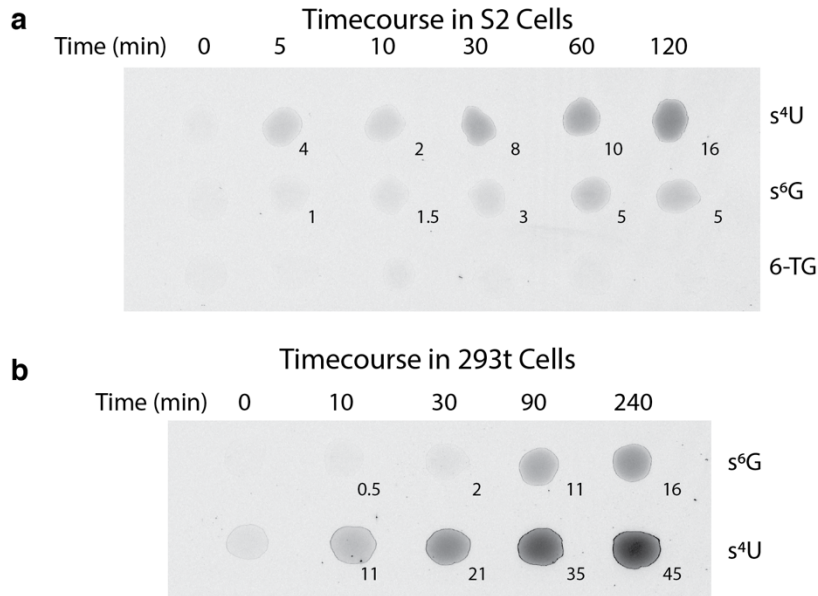 a
Timecourse in S2 Cells
Time (min) 0 5 10 30 60 120
s⁴U
4 2 8 10 16
s⁶G
1 1.5 3 5 5
6-TG
b
Timecourse in 293t Cells
Time (min) 0 10 30 90 240
s⁶G
0.5 2 11 16
s⁴U
11 21 35 45